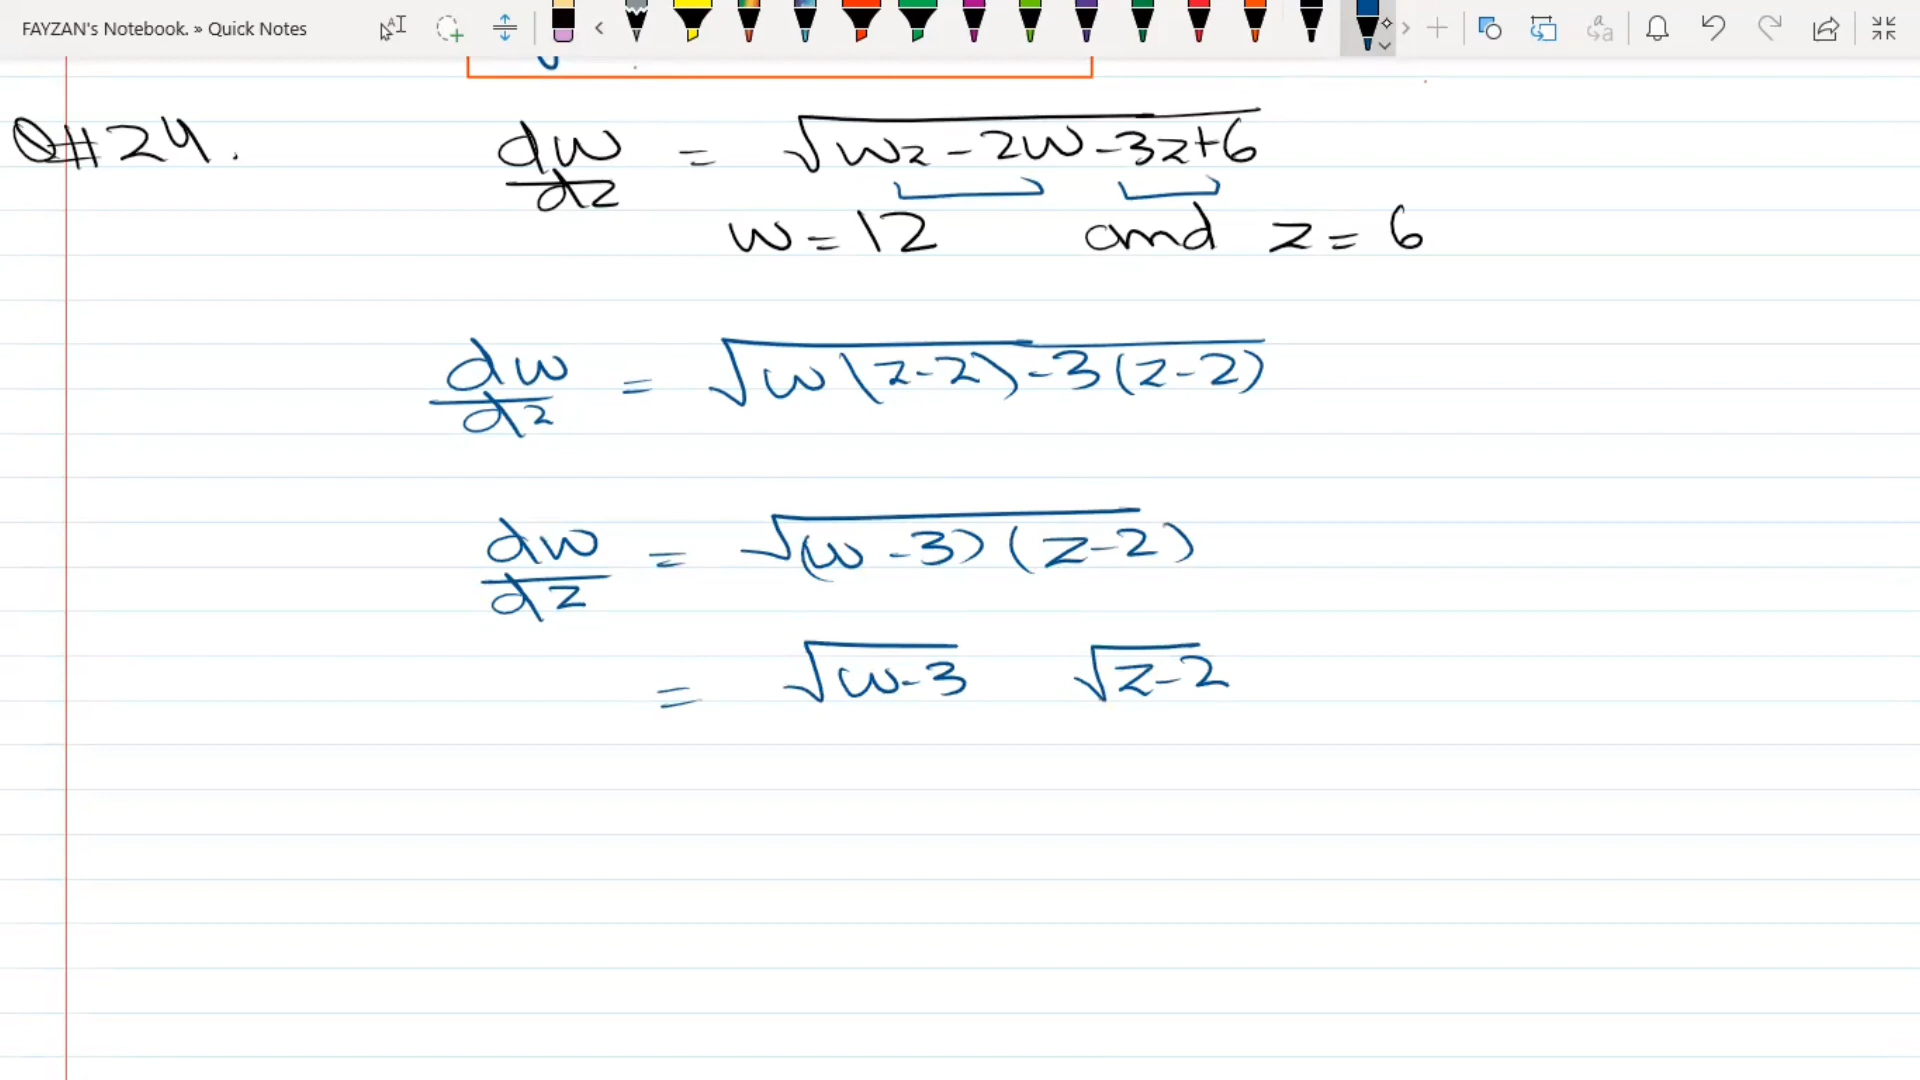 FAYZAN's Notebook. » Quick Notes
Q#24. dw/dz = √(wz - 2w - 3z + 6)
w = 12 and z = 6
dw/dz = √(w(z-2) - 3(z-2))
dw/dz = √((w-3)(z-2))
= √(w-3) √(z-2)